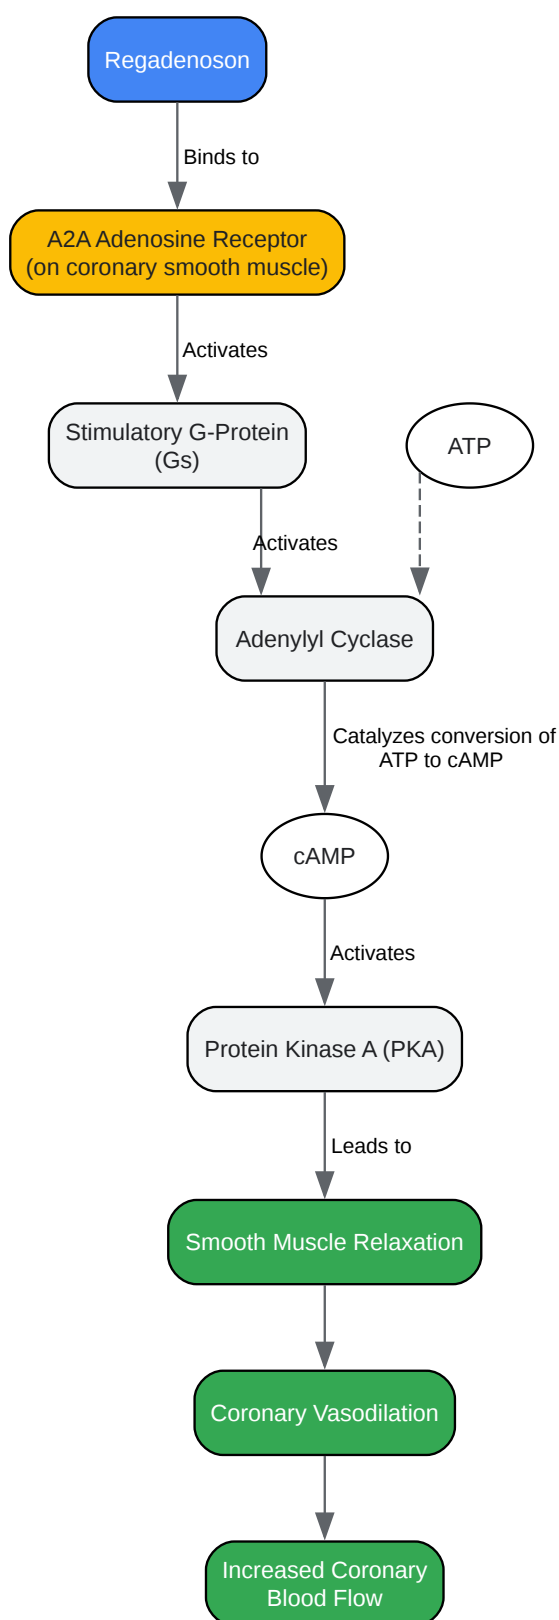 Regadenoson
Binds to
A2A Adenosine Receptor
(on coronary smooth muscle)
Activates
Stimulatory G-Protein
(Gs)
ATP
Activates
Adenylyl Cyclase
Catalyzes conversion of
ATP to cAMP
cAMP
Activates
Protein Kinase A (PKA)
Leads to
Smooth Muscle Relaxation
Coronary Vasodilation
Increased Coronary
Blood Flow